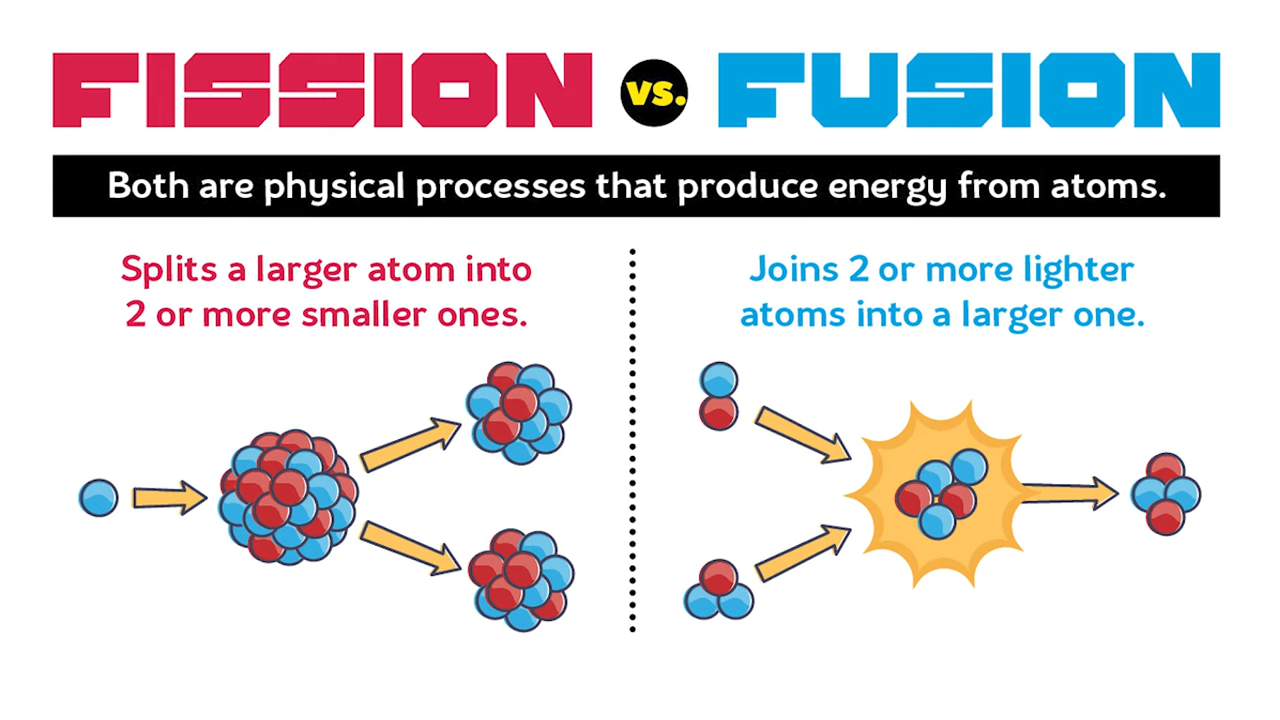 FISSION vs. FUSION
Both are physical processes that produce energy from atoms.
Splits a larger atom into
2 or more smaller ones.
Joins 2 or more lighter
atoms into a larger one.